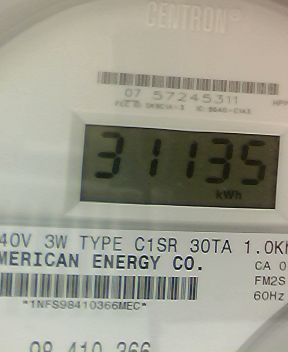 CENTRON®
07 57245311
31135
kWh
40V 3W TYPE C1SR 30TA 1.0K
MERICAN ENERGY CO.
CA 0
FM2S
60Hz
*1NFS98410366MEC*
98 410 366